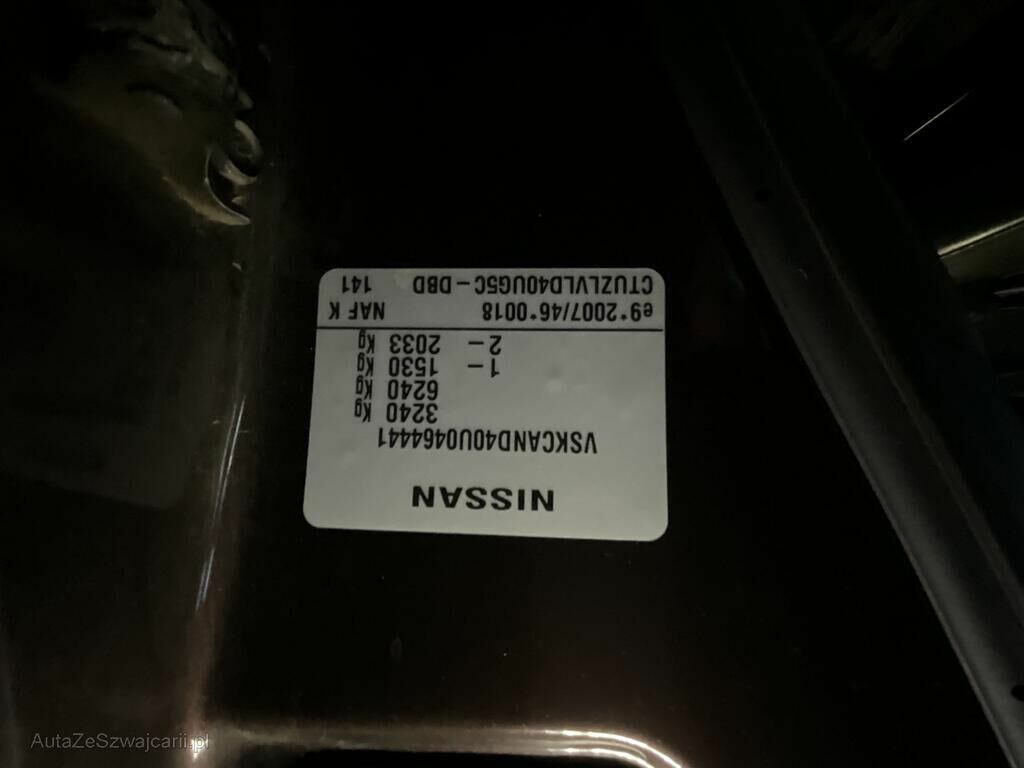 NISSAN
VSKCAND40U0464441
3240 Kg
6240 Kg
1– 1530 Kg
2– 2033 Kg
e9*2007/46*0018 NAF K
CTUZLVLD40UG5C–DBD 141
AutaZeSzwajcarii.pl